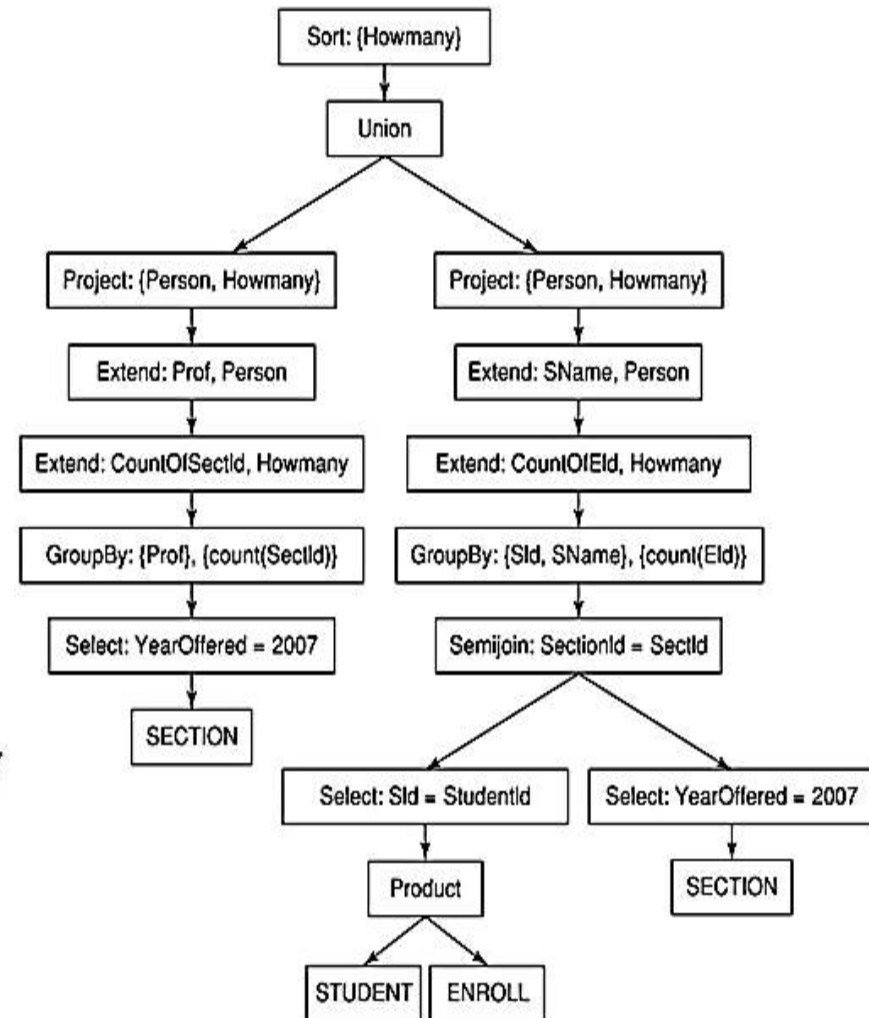 Sort: {Howmany}
Union
Project: {Person, Howmany}
Project: {Person, Howmany}
Extend: Prof, Person
Extend: SName, Person
Extend: CountOfSectId, Howmany
Extend: CountOfEId, Howmany
GroupBy: {Prof}, {count(SectId)}
GroupBy: {SId, SName}, {count(EId)}
Select: YearOffered = 2007
Semijoin: SectionId = SectId
SECTION
Select: SId = StudentId
Select: YearOffered = 2007
Product
SECTION
STUDENT
ENROLL